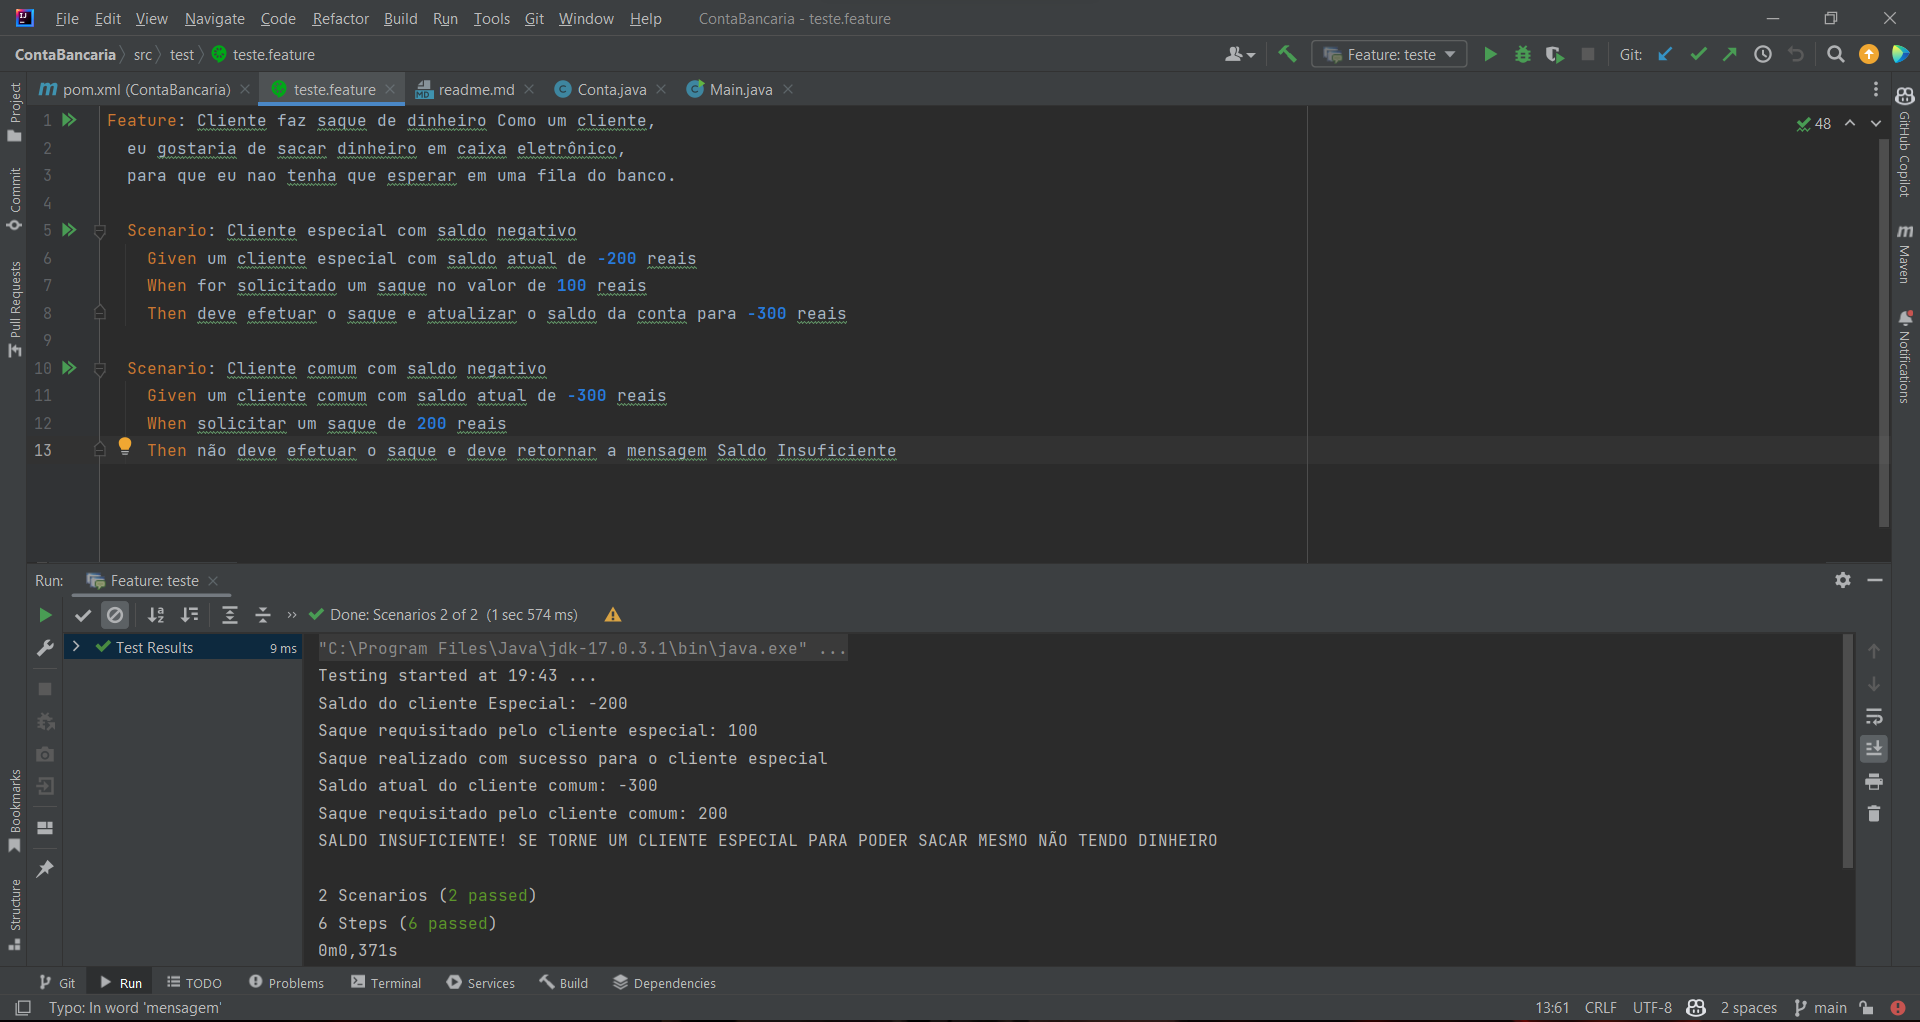 File Edit View Navigate Code Refactor Build Run Tools Git Window Help ContaBancaria - teste.feature
ContaBancaria src test teste.feature Feature: teste Git:
pom.xml (ContaBancaria) teste.feature readme.md Conta.java Main.java
Project
Commit
Pull Requests
Bookmarks
Structure
1 Feature: Cliente faz saque de dinheiro Como um cliente,
2 eu gostaria de sacar dinheiro em caixa eletrônico,
3 para que eu nao tenha que esperar em uma fila do banco.
4
5 Scenario: Cliente especial com saldo negativo
6 Given um cliente especial com saldo atual de -200 reais
7 When for solicitado um saque no valor de 100 reais
8 Then deve efetuar o saque e atualizar o saldo da conta para -300 reais
9
10 Scenario: Cliente comum com saldo negativo
11 Given um cliente comum com saldo atual de -300 reais
12 When solicitar um saque de 200 reais
13 Then não deve efetuar o saque e deve retornar a mensagem Saldo Insuficiente
48
GitHub Copilot
Maven
Notifications
Run: Feature: teste
Done: Scenarios 2 of 2 (1 sec 574 ms)
Test Results 9 ms
"C:\Program Files\Java\jdk-17.0.3.1\bin\java.exe" ...
Testing started at 19:43 ...
Saldo do cliente Especial: -200
Saque requisitado pelo cliente especial: 100
Saque realizado com sucesso para o cliente especial
Saldo atual do cliente comum: -300
Saque requisitado pelo cliente comum: 200
SALDO INSUFICIENTE! SE TORNE UM CLIENTE ESPECIAL PARA PODER SACAR MESMO NÃO TENDO DINHEIRO
2 Scenarios (2 passed)
6 Steps (6 passed)
0m0,371s
Git Run TODO Problems Terminal Services Build Dependencies
Typo: In word 'mensagem' 13:61 CRLF UTF-8 2 spaces main